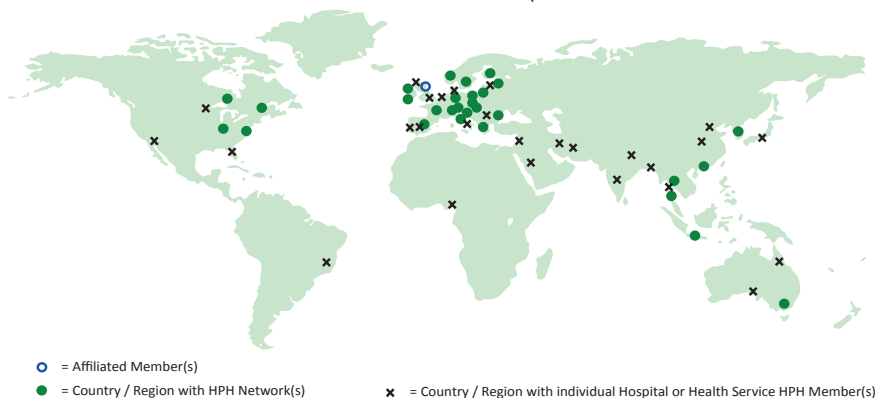 = Affiliated Member(s)
= Country / Region with HPH Network(s)
= Country / Region with individual Hospital or Health Service HPH Member(s)